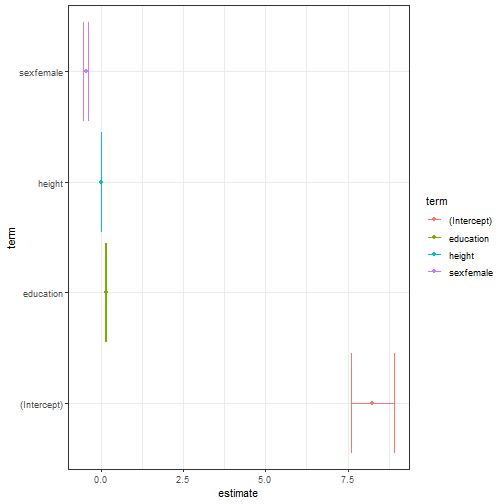 sexfemale
height
education
(Intercept)
term
0.0 2.5 5.0 7.5
estimate
term
(Intercept)
education
height
sexfemale